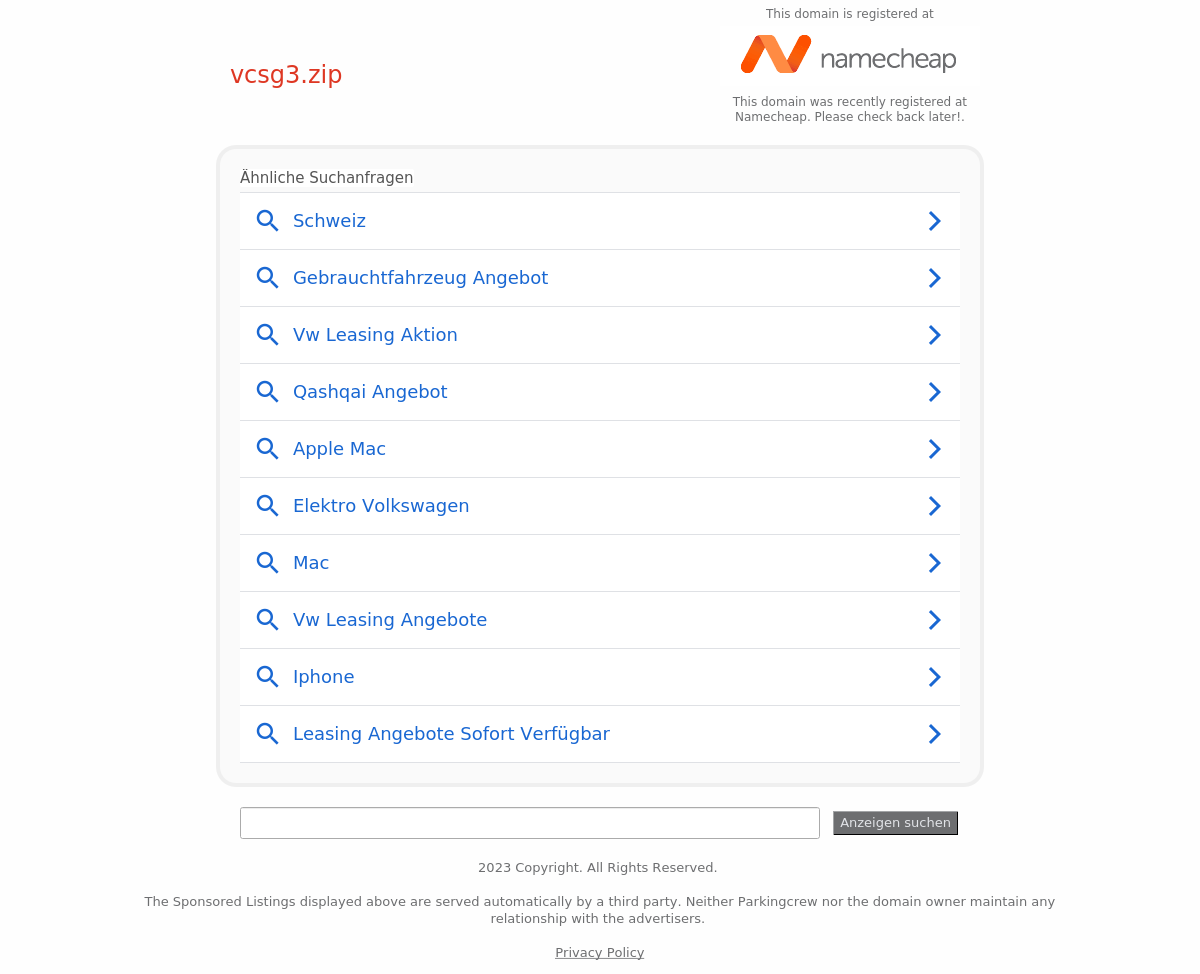 This domain is registered at
namecheap
vcsg3.zip
This domain was recently registered at
Namecheap. Please check back later!.
Ähnliche Suchanfragen
Schweiz
Gebrauchtfahrzeug Angebot
Vw Leasing Aktion
Qashqai Angebot
Apple Mac
Elektro Volkswagen
Mac
Vw Leasing Angebote
Iphone
Leasing Angebote Sofort Verfügbar
Anzeigen suchen
2023 Copyright. All Rights Reserved.
The Sponsored Listings displayed above are served automatically by a third party. Neither Parkingcrew nor the domain owner maintain any
relationship with the advertisers.
Privacy Policy